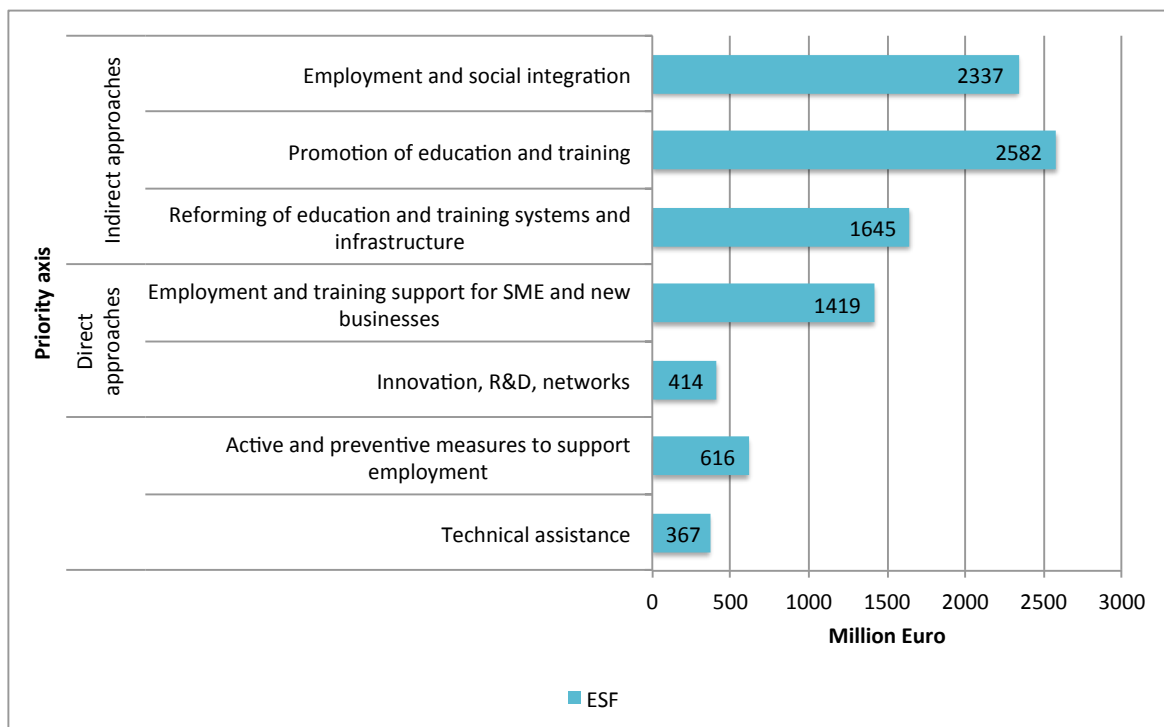 Priority axis
Indirect approaches
Employment and social integration
2337
Promotion of education and training
2582
Reforming of education and training systems and
infrastructure
1645
Direct
approaches
Employment and training support for SME and new
businesses
1419
Innovation, R&D, networks
414
Active and preventive measures to support
employment
616
Technical assistance
367
0 500 1000 1500 2000 2500 3000
Million Euro
ESF